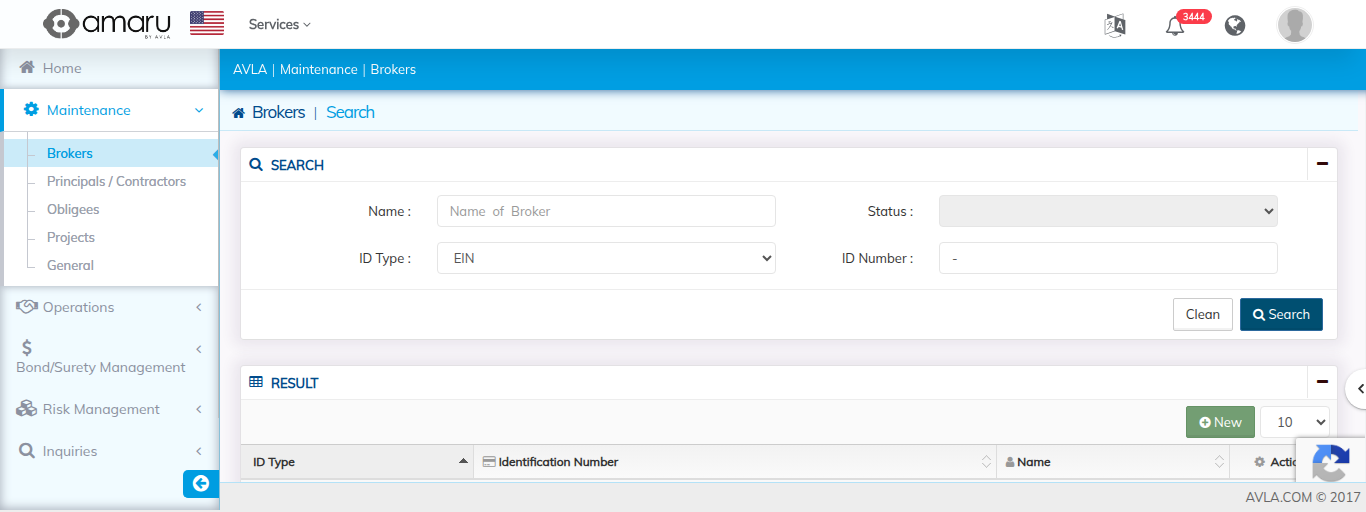 amaru
BY AVLA
Services
3444
Home
AVLA | Maintenance | Brokers
Maintenance
Brokers | Search
Brokers
Principals / Contractors
Obligees
Projects
General
Operations
$
Bond/Surety Management
Risk Management
Inquiries
SEARCH
Name :
Name of Broker
Status :
ID Type :
EIN
ID Number :
-
Clean
Search
RESULT
New
10
ID Type
Identification Number
Name
Actio
AVLA.COM © 2017